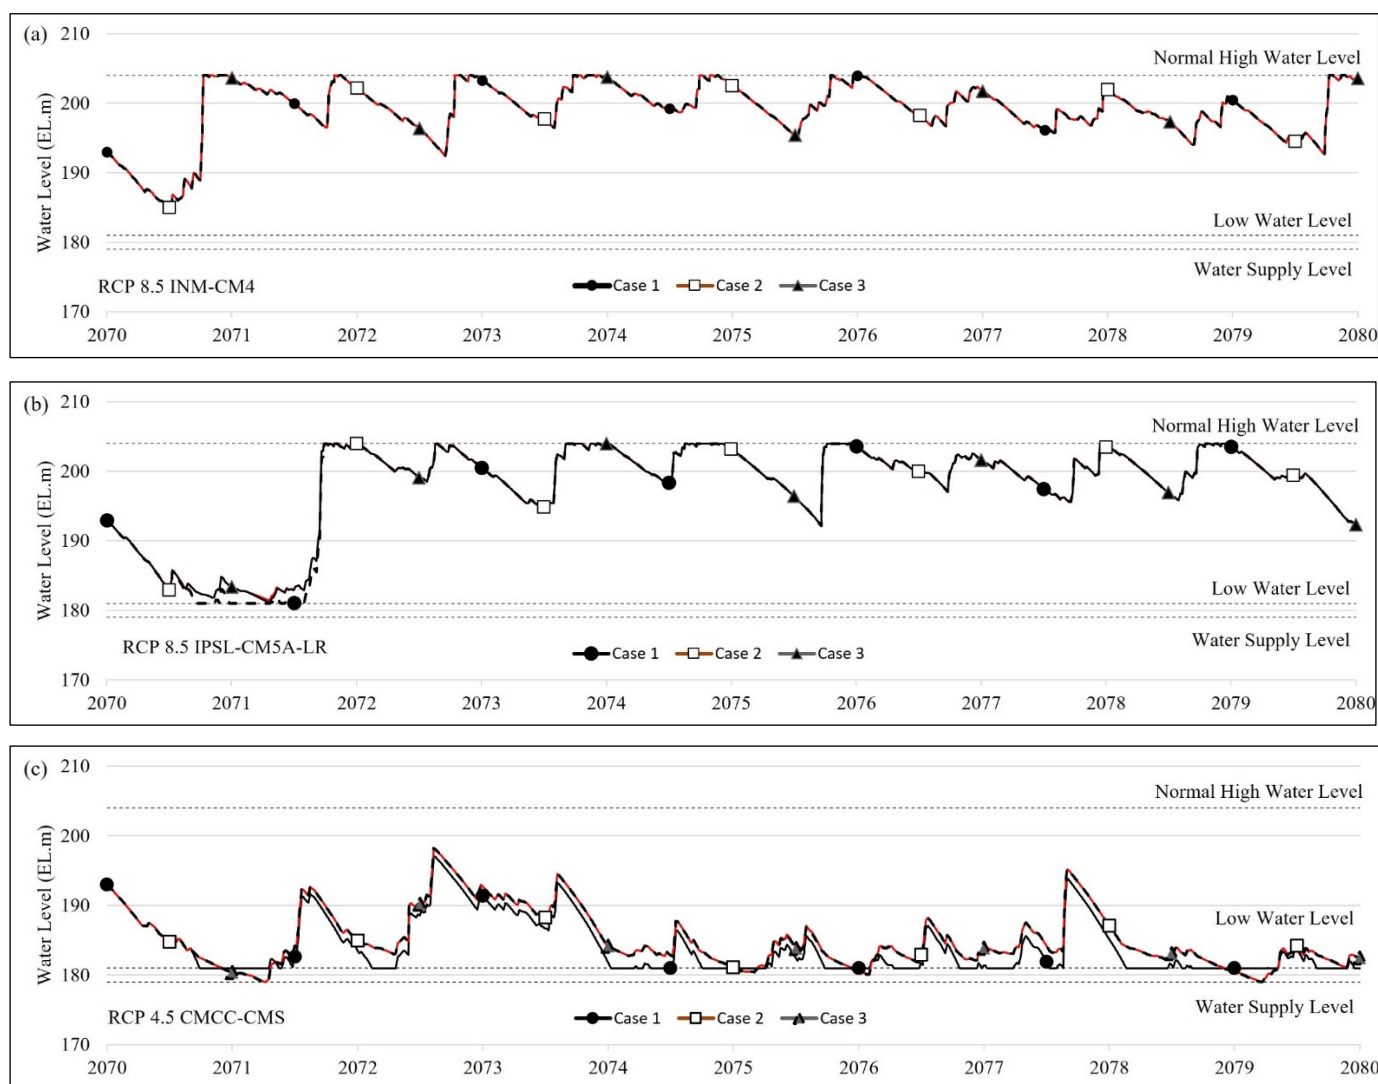 (a)
210
Normal High Water Level
200
190
Water Level (EL.m)
Low Water Level
180
Water Supply Level
RCP 8.5 INM-CM4
Case 1 Case 2 Case 3
170
2070 2071 2072 2073 2074 2075 2076 2077 2078 2079 2080
(b)
210
Normal High Water Level
200
190
Water Level (EL.m)
Low Water Level
180
Water Supply Level
RCP 8.5 IPSL-CM5A-LR
Case 1 Case 2 Case 3
170
2070 2071 2072 2073 2074 2075 2076 2077 2078 2079 2080
(c)
210
Normal High Water Level
200
190
Water Level (EL.m)
Low Water Level
180
Water Supply Level
RCP 4.5 CMCC-CMS
Case 1 Case 2 Case 3
170
2070 2071 2072 2073 2074 2075 2076 2077 2078 2079 2080